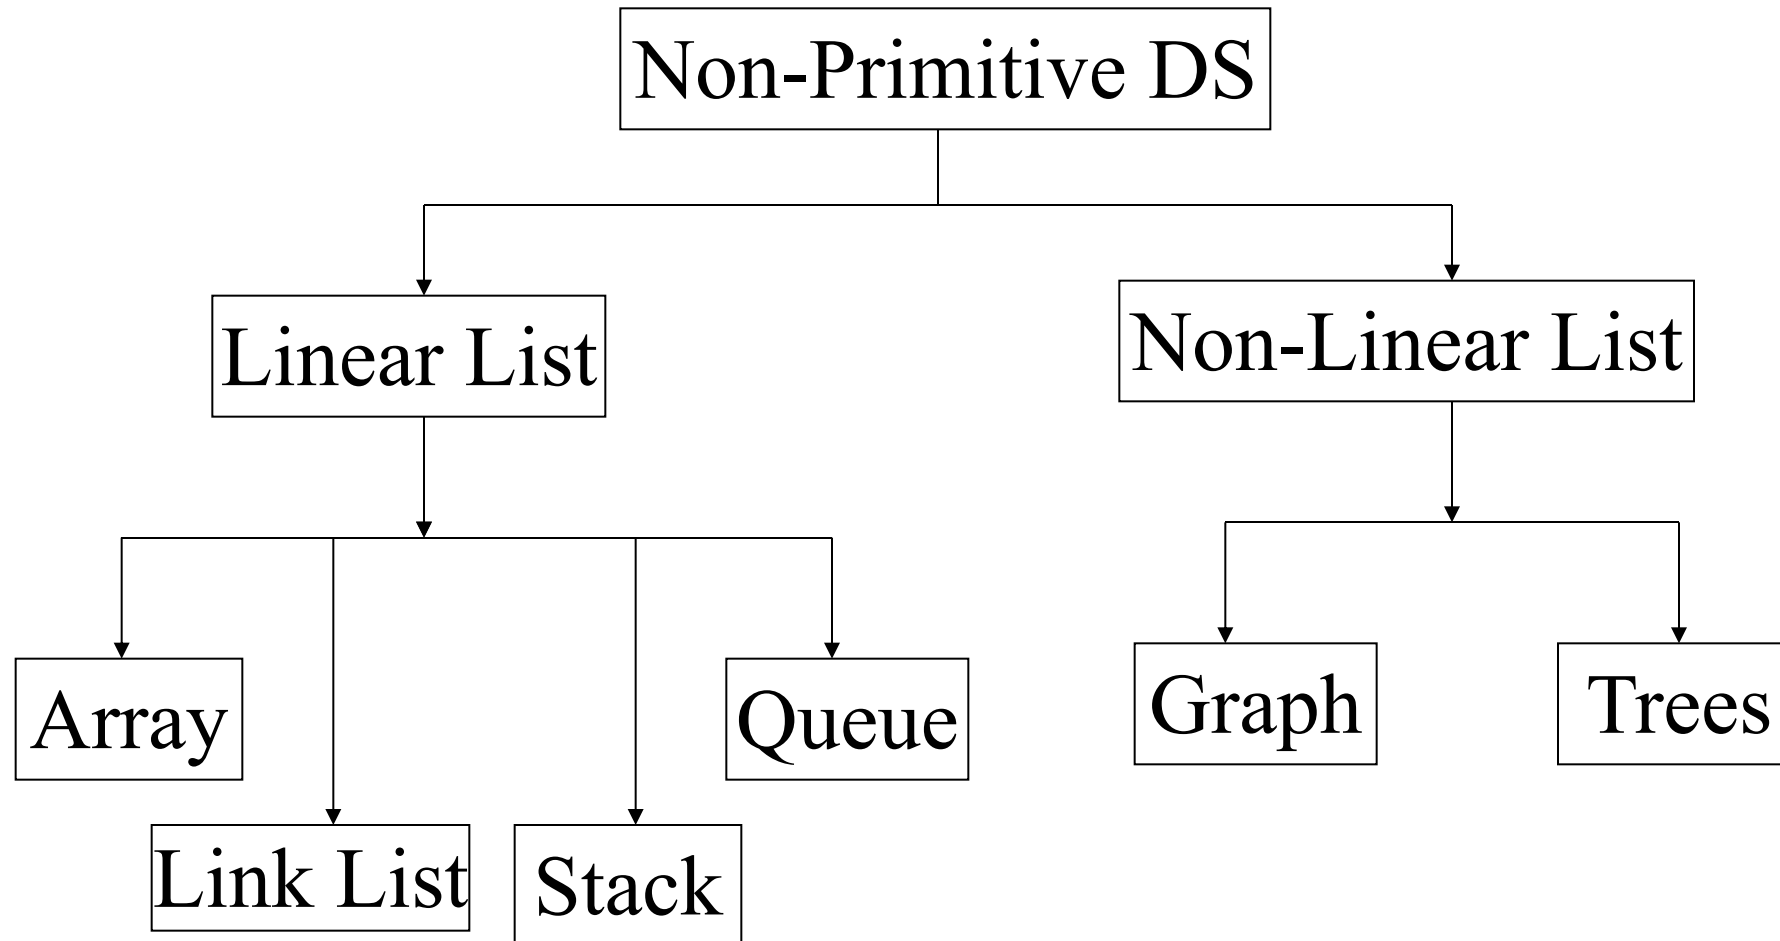 Non-Primitive DS
Linear List
Non-Linear List
Array
Queue
Graph
Trees
Link List
Stack